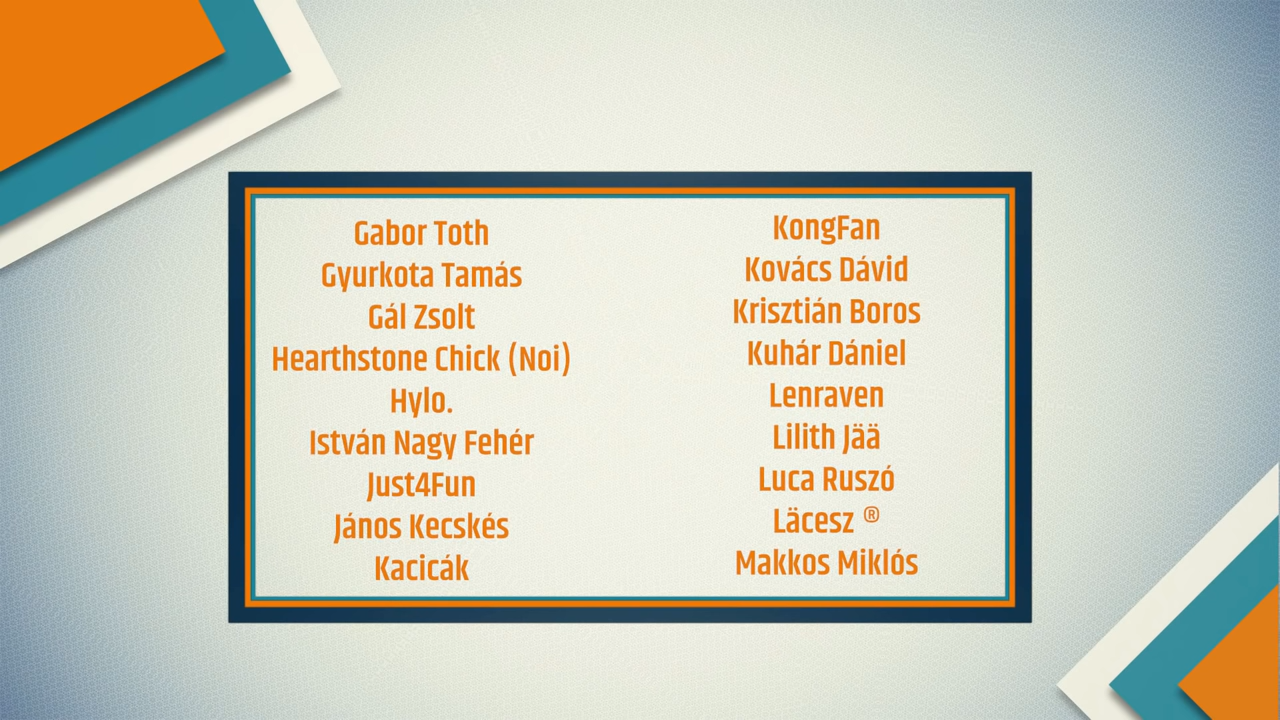 Gabor Toth
Gyurkota Tamás
Gál Zsolt
Hearthstone Chick (Noi)
Hylo.
István Nagy Fehér
Just4Fun
János Kecskés
Kacicák
KongFan
Kovács Dávid
Krisztián Boros
Kuhár Dániel
Lenraven
Lilith Jää
Luca Ruszó
Läcesz ®
Makkos Miklós